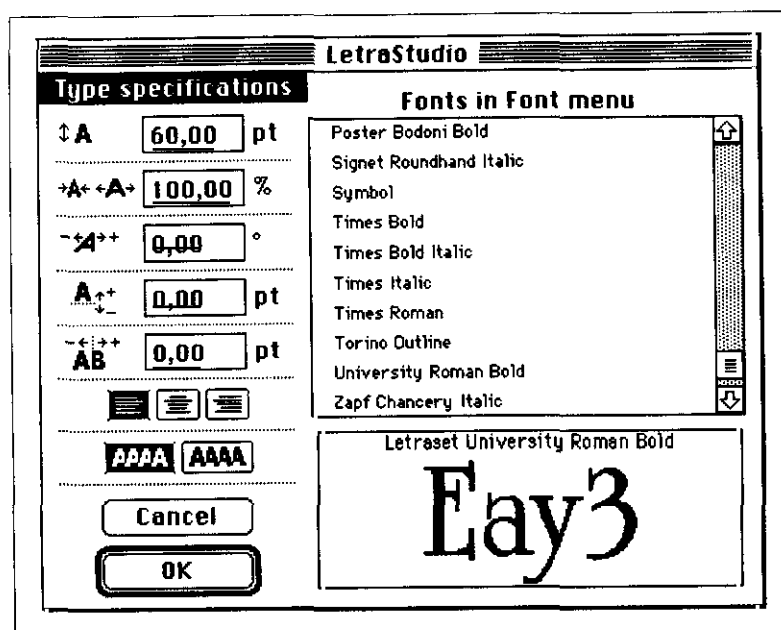 LetraStudio
Type specifications
A 60,00 pt
A A 100,00 %
A 0,00 °
A 0,00 pt
AB 0,00 pt
AAAA AAAA
Cancel
OK
Fonts in Font menu
Poster Bodoni Bold
Signet Roundhand Italic
Symbol
Times Bold
Times Bold Italic
Times Italic
Times Roman
Torino Outline
University Roman Bold
Zapf Chancery Italic
Letraset University Roman Bold
Eay3